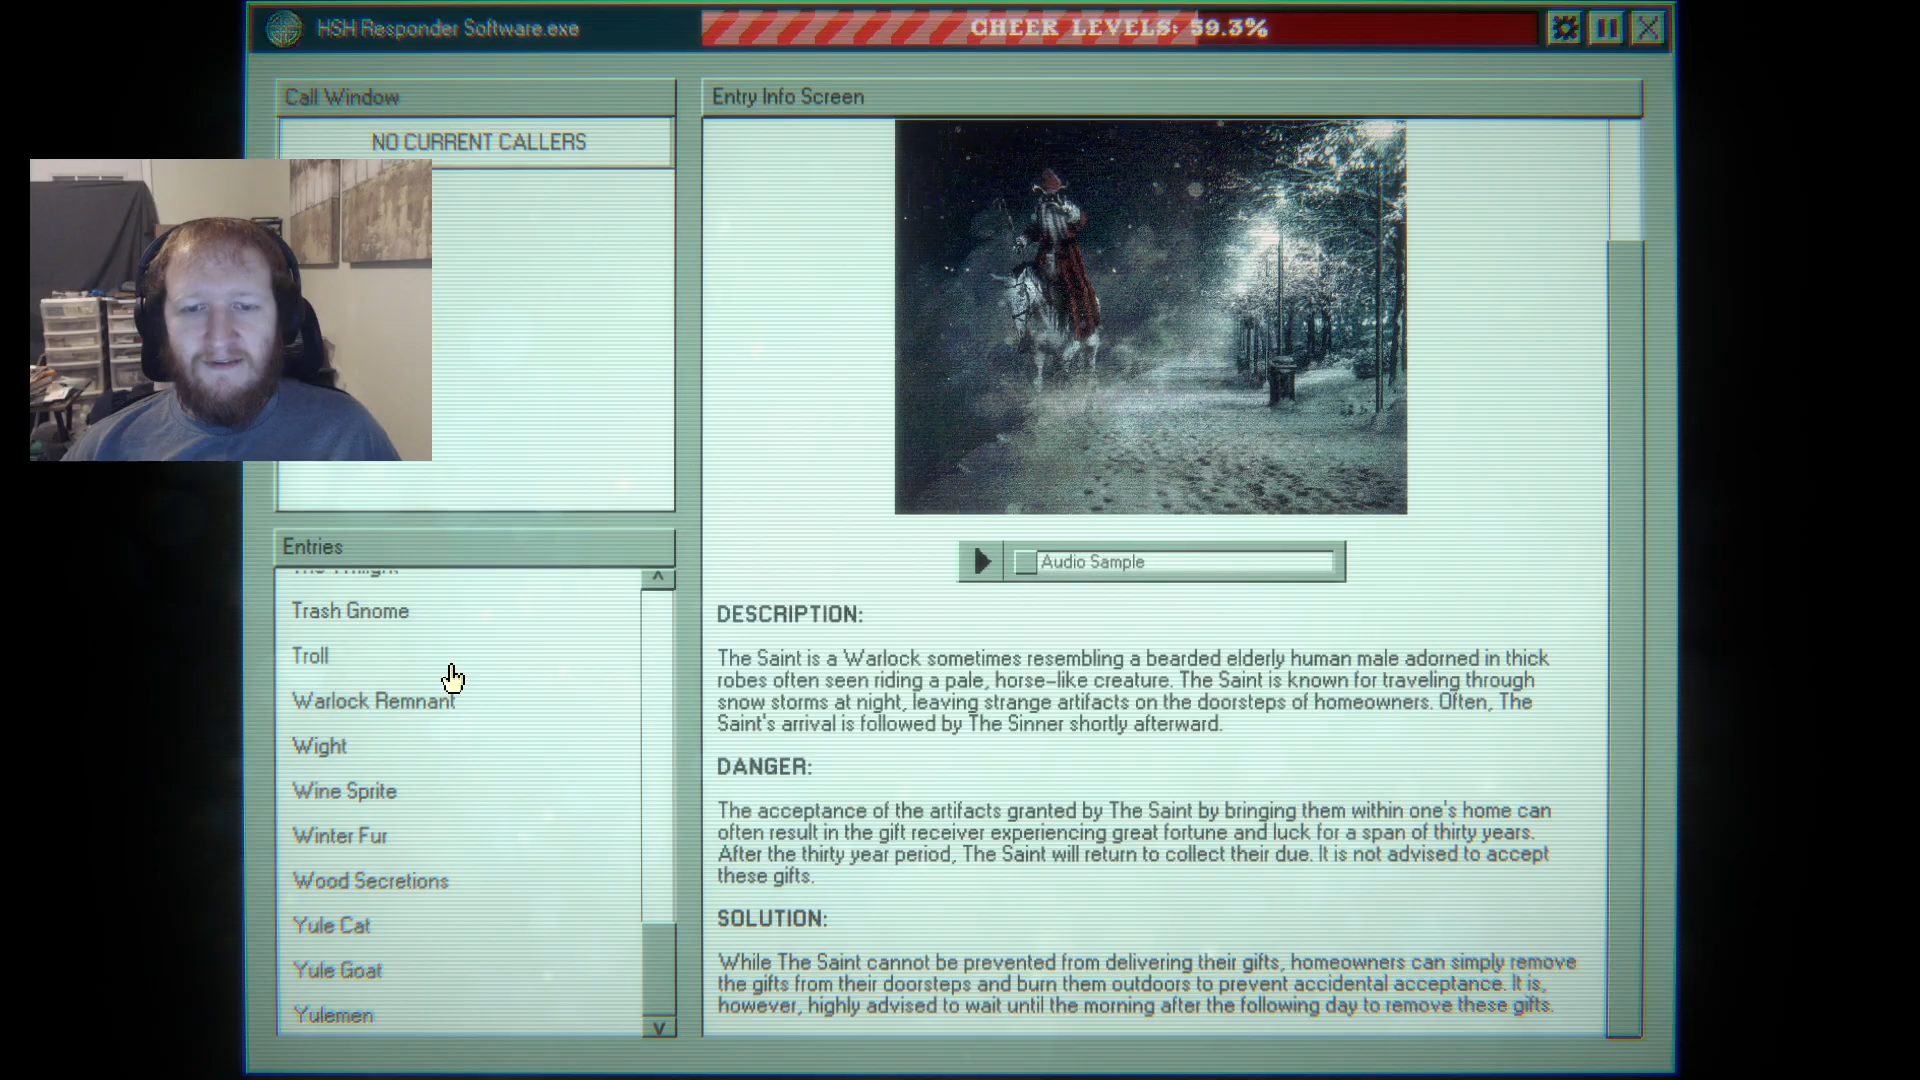 HSH Responder Software.exe
CHEER LEVELS: 59.3%
Call Window
NO CURRENT CALLERS
Entry Info Screen
Audio Sample
DESCRIPTION:
The Saint is a Warlock sometimes resembling a bearded elderly human male adorned in thick
robes often seen riding a pale, horse-like creature. The Saint is known for traveling through
snow storms at night, leaving strange artifacts on the doorsteps of homeowners. Often, The
Saint's arrival is followed by The Sinner shortly afterward.
DANGER:
The acceptance of the artifacts granted by The Saint by bringing them within one's home can
often result in the gift receiver experiencing great fortune and luck for a span of thirty years.
After the thirty year period, The Saint will return to collect their due. It is not advised to accept
these gifts.
SOLUTION:
While The Saint cannot be prevented from delivering their gifts, homeowners can simply remove
the gifts from their doorsteps and burn them outdoors to prevent accidental acceptance. It is,
however, highly advised to wait until the morning after the following day to remove these gifts.
Entries
Trash Gnome
Troll
Warlock Remnant
Wight
Wine Sprite
Winter Fur
Wood Secretions
Yule Cat
Yule Goat
Yulemen